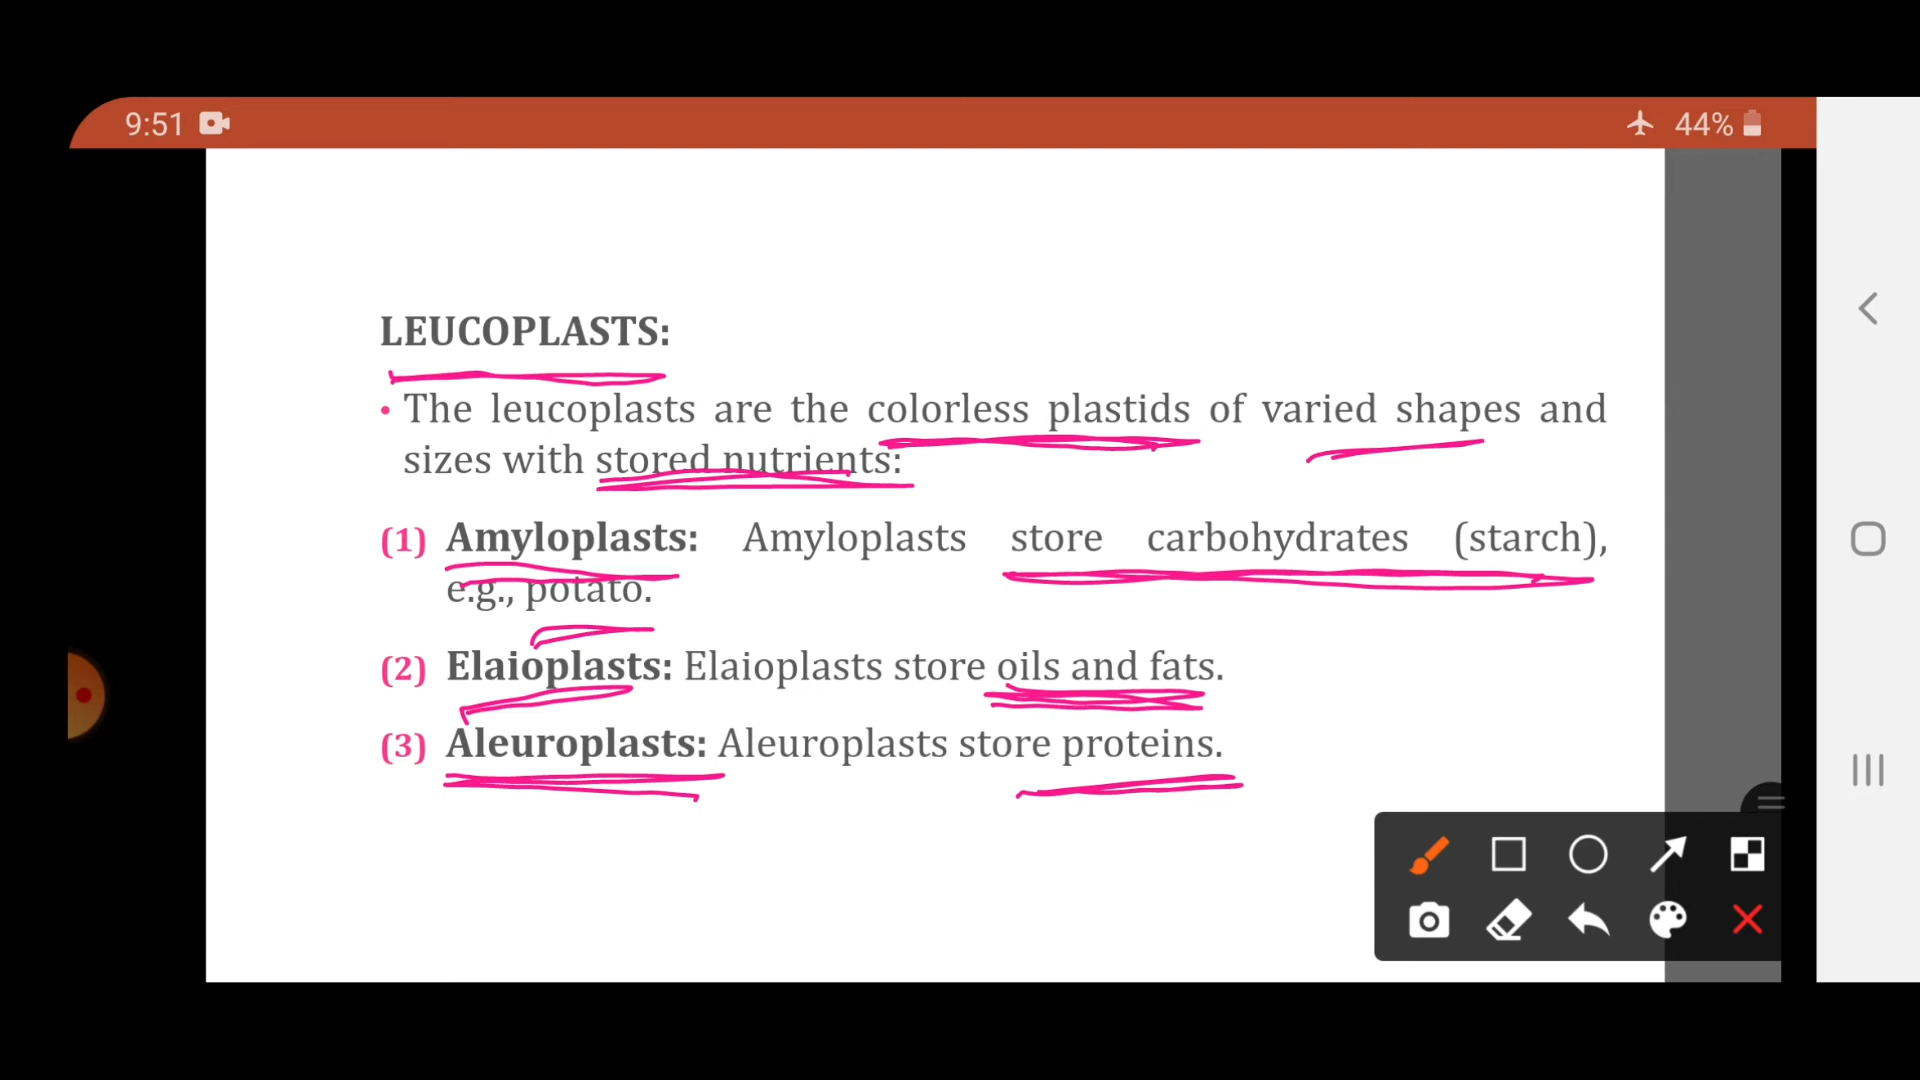 9:51
44%
LEUCOPLASTS:
• The leucoplasts are the colorless plastids of varied shapes and
sizes with stored nutrients:
(1) Amyloplasts: Amyloplasts store carbohydrates (starch),
e.g., potato.
(2) Elaioplasts: Elaioplasts store oils and fats.
(3) Aleuroplasts: Aleuroplasts store proteins.